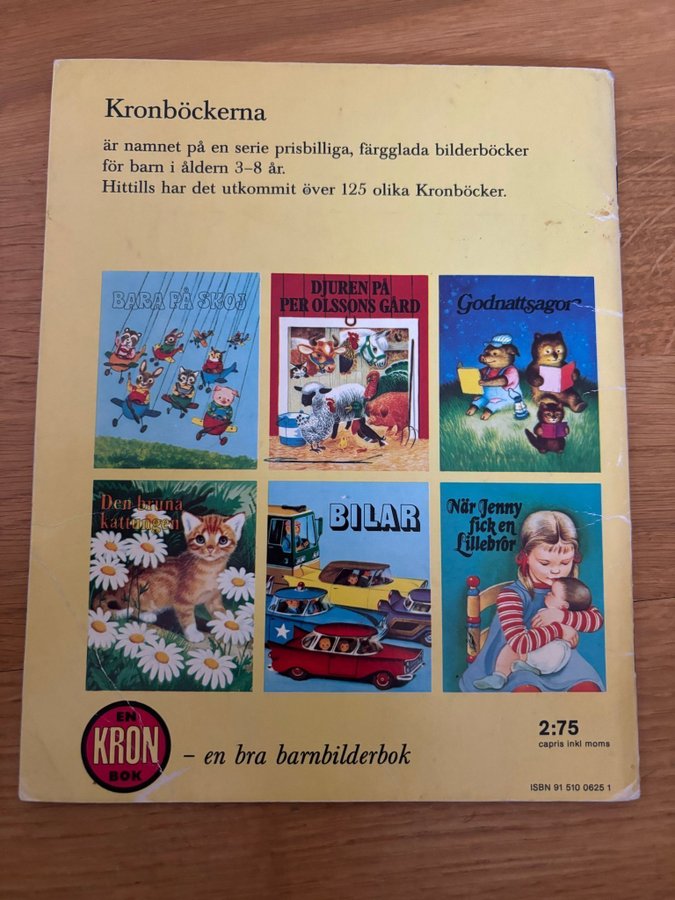 Kronböckerna
är namnet på en serie prisbilliga, färgglada bilderböcker
för barn i åldern 3–8 år.
Hittills har det utkommit över 125 olika Kronböcker.
BARA PÅ SKOJ
DJUREN PÅ
PER OLSSONS GÅRD
Godnattsagor
Den bruna
kattungen
BILAR
När Jenny
fick en
Lillebror
EN
KRON
BOK
– en bra barnbilderbok
2:75
capris inkl moms
ISBN 91 510 0625 1